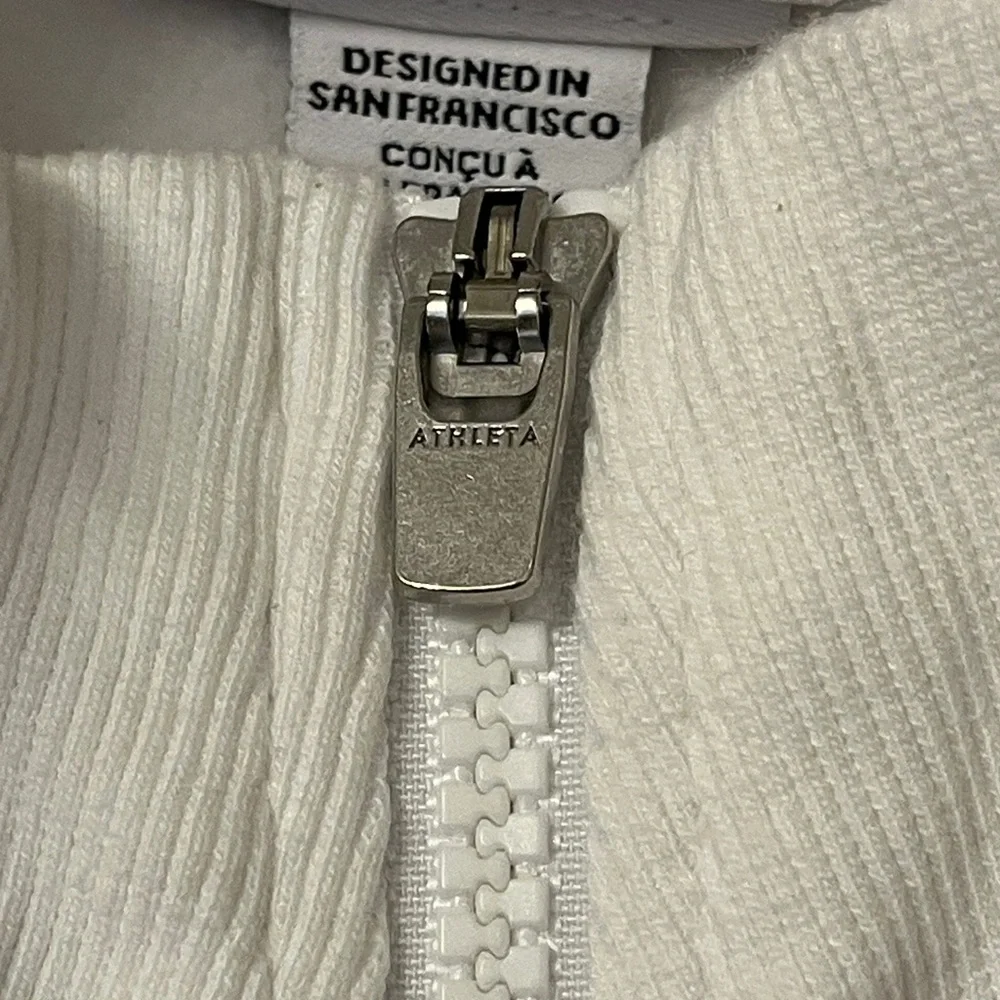 DESIGNED IN
SAN FRANCISCO
CONÇU À
ATHLETA